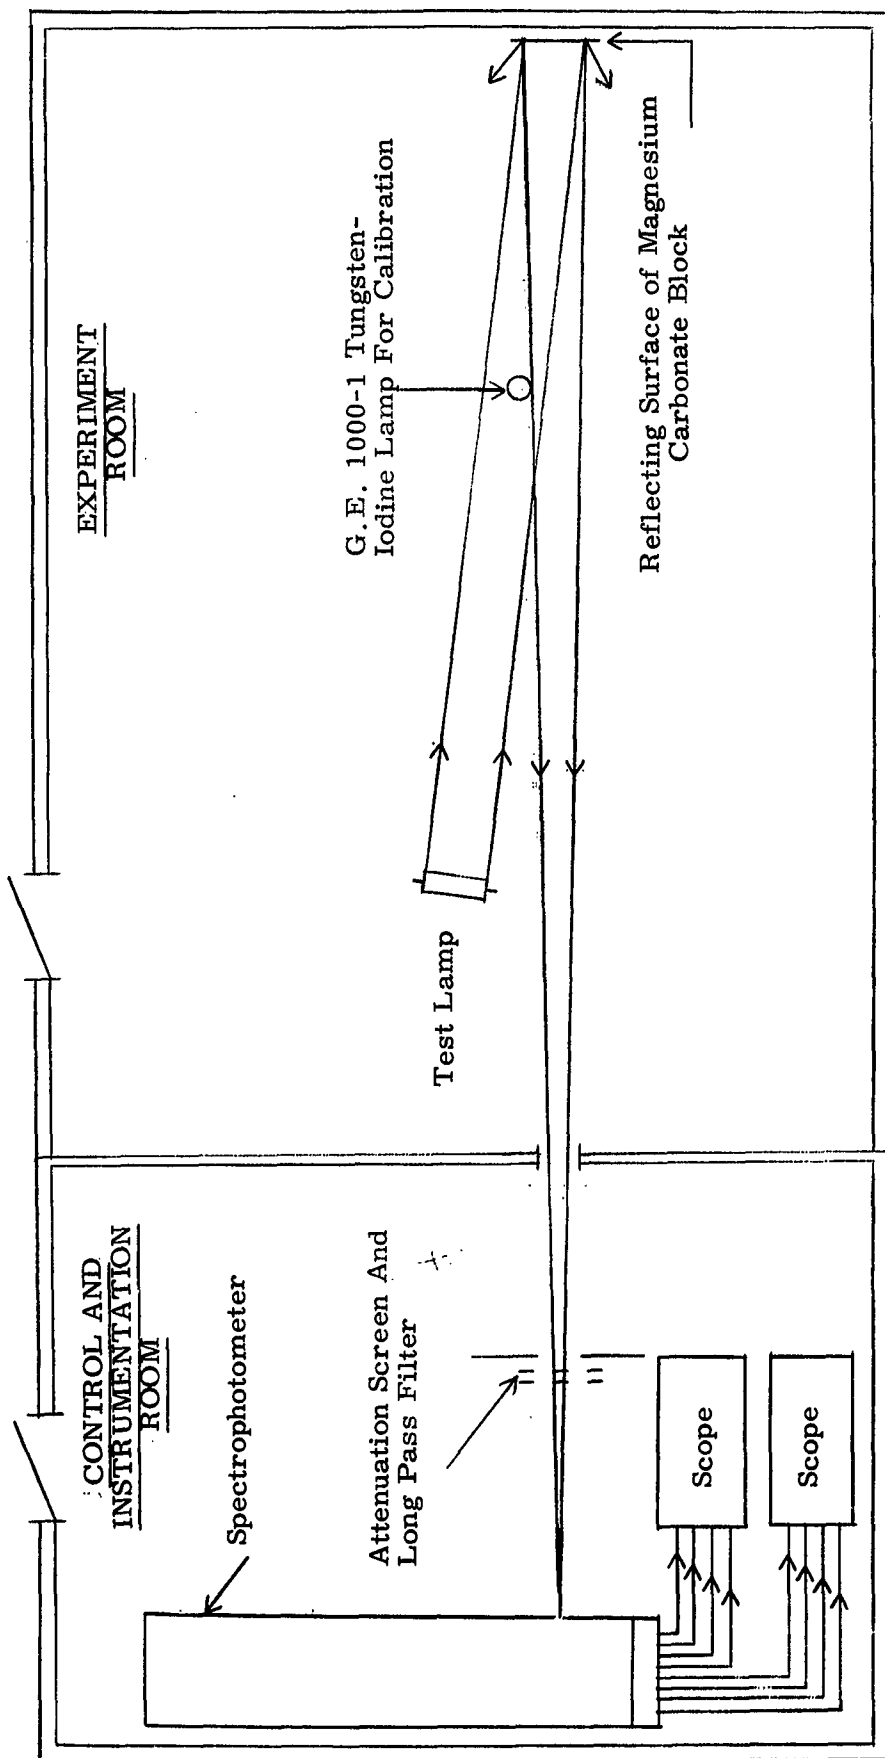 EXPERIMENT
ROOM
G.E. 1000-1 Tungsten-
Iodine Lamp For Calibration
Reflecting Surface of Magnesium
Carbonate Block
Test Lamp
CONTROL AND
INSTRUMENTATION
ROOM
Spectrophotometer
Attenuation Screen And
Long Pass Filter
Scope
Scope